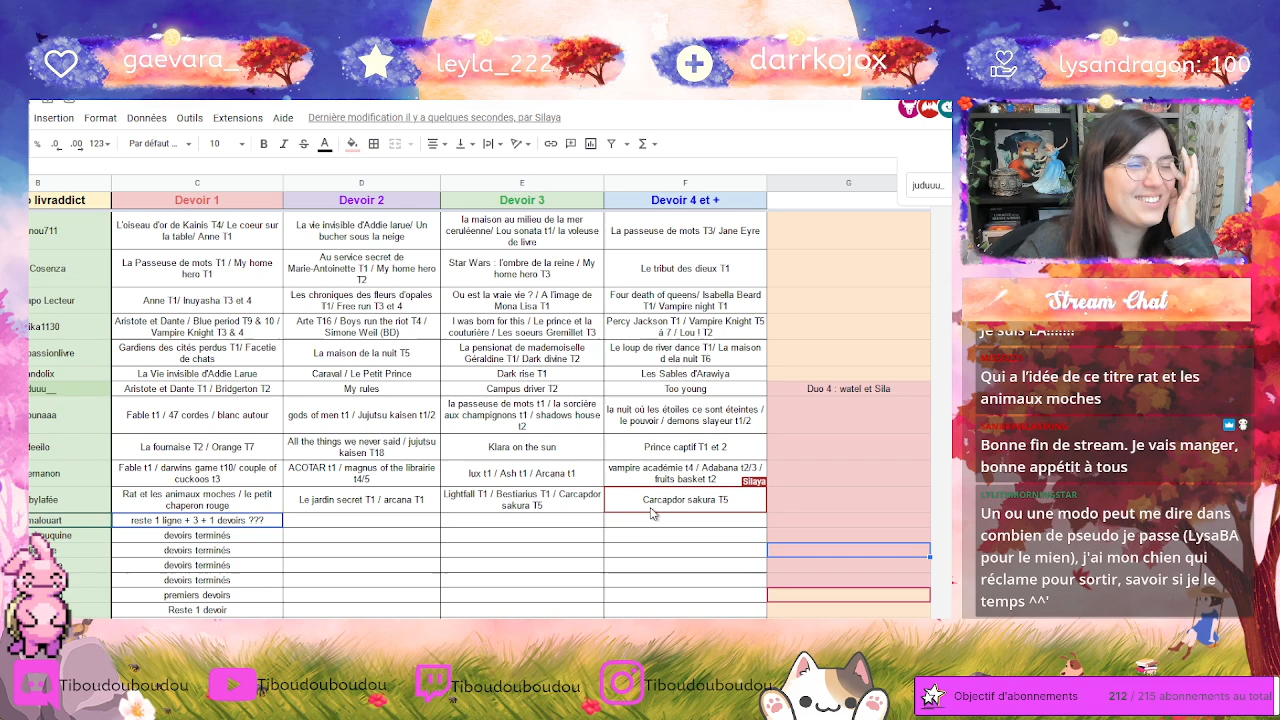 gaevara_
leyla_222
darrkojox
lysandragon: 100
Insertion Format Données Outils Extensions Aide Dernière modification il y a quelques secondes, par Silaya
% .0 .00 123 Par défaut ... 10 B I S A
juduuu_
B C D E F G
livraddict Devoir 1 Devoir 2 Devoir 3 Devoir 4 et +
nou711
L'oiseau d'or de Kainis T4/ Le coeur sur
la table/ Anne T1
La vie invisible d'Addie larue/ Un
bucher sous la neige
la maison au milieu de la mer
ceruléenne/ Lou sonata t1/ la voleuse
de livre
La passeuse de mots T3/ Jane Eyre
Cosenza
La Passeuse de mots T1 / My home
hero T1
Au service secret de
Marie-Antoinette T1 / My home hero
T2
Star Wars : l'ombre de la reine / My
home hero T3
Le tribut des dieux T1
apo Lecteur
Anne T1/ Inuyasha T3 et 4
Les chroniques des fleurs d'opales
T1/ Frees run T3 et 4
Ou est la vraie vie ? / A l'image de
Mona Lisa T1
Four death of queens/ Isabella Beard
T1/ Vampire night T1
ika1130
Aristote et Dante / Blue period T9 & 10 /
Vampire Knight T3 & 4
Arte T16 / Boys run the riot T4 /
Simone Weil (BD)
I was born for this / Le prince et la
couturière / Les soeurs Gremillet T3
Percy Jackson T1 / Vampire Knight T5
à 7 / Lou ! T2
passionlivre
Gardiens des cités perdus T1/ Facetie
de chats
La maison de la nuit T5
La pensionat de mademoiselle
Géraldine T1/ Dark divine T2
Le loup de river dance T1/ La maison
d ela nuit T6
ndolix
La Vie invisible d'Addie Larue
Caraval / Le Petit Prince
Dark rise T1
Les Sables d'Arawiya
duuu__
Aristote et Dante T1 / Bridgerton T2
My rules
Campus driver T2
Too young
Duo 4 : watel et Sila
ounaaa
Fable t1 / 47 cordes / blanc autour
gods of men t1 / Jujutsu kaisen t1/2
la passeuse de mots t1 / la sorcière
aux champignons t1 / shadows house
t2
la nuit où les étoiles ce sont éteintes /
le pouvoir / demons slayeur t1/2
deeilo
La fournaise T2 / Orange T7
All the things we never said / jujutsu
kaisen T18
Klara on the sun
Prince captif T1 et 2
emanon
Fable t1 / darwins game t10/ couple of
cuckoos t3
ACOTAR t1 / magnus of the librairie
t4/5
lux t1 / Ash t1 / Arcana t1
vampire académie t4 / Adabana t2/3 /
fruits basket t2
Silaya
bylafée
Rat et les animaux moches / le petit
chaperon rouge
Le jardin secret T1 / arcana T1
Lightfall T1 / Bestiarius T1 / Carcapdor
sakura T5
Carcapdor sakura T5
malouart
reste 1 ligne + 3 + 1 devoirs ???
ouquine
devoirs terminés
devoirs terminés
devoirs terminés
devoirs terminés
premiers devoirs
Reste 1 devoir
Stream Chat
je suis LA!!!!!!!
Qui a l'idée de ce titre rat et les
animaux moches
Bonne fin de stream. Je vais manger,
bonne appétit à tous
LYLITHMORNINGSTAR
Un ou une modo peut me dire dans
combien de pseudo je passe (LysaBA
pour le mien), j'ai mon chien qui
réclame pour sortir, savoir si je le
temps ^^'
Tiboudouboudou
Tiboudouboudou
Tiboudouboudou
Tiboudouboudou
Objectif d'abonnements 212 / 215 abonnements au total